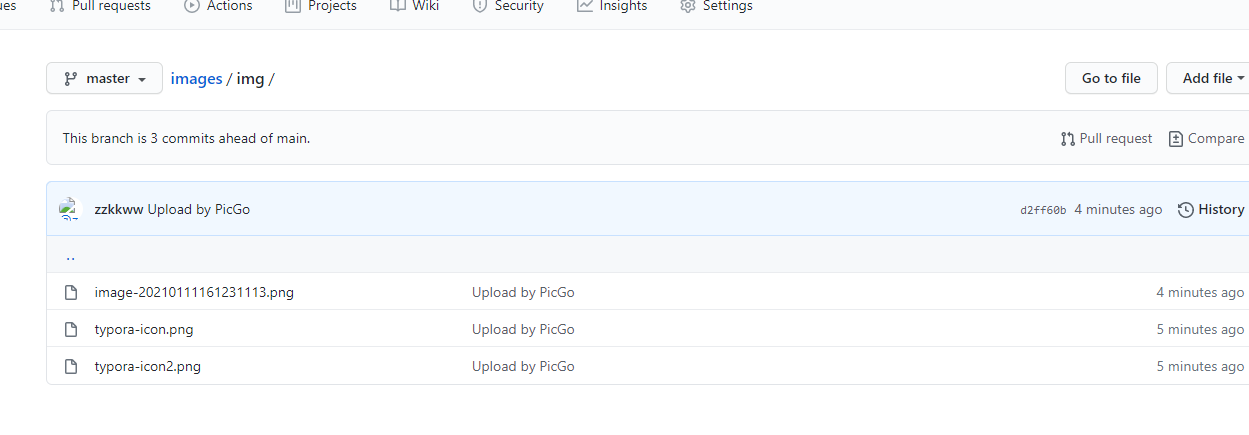 ues Pull requests Actions Projects Wiki Security Insights Settings
master images / img / Go to file Add file
This branch is 3 commits ahead of main. Pull request Compare
zzkkww Upload by PicGo d2ff60b 4 minutes ago History
..
image-20210111161231113.png Upload by PicGo 4 minutes ago
typora-icon.png Upload by PicGo 5 minutes ago
typora-icon2.png Upload by PicGo 5 minutes ago